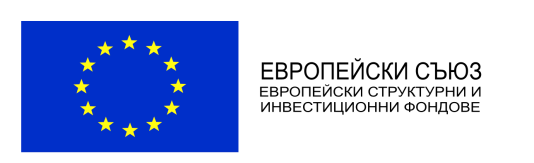 ЕВРОПЕЙСКИ СЪЮЗ
ЕВРОПЕЙСКИ СТРУКТУРНИ И
ИНВЕСТИЦИОННИ ФОНДОВЕ